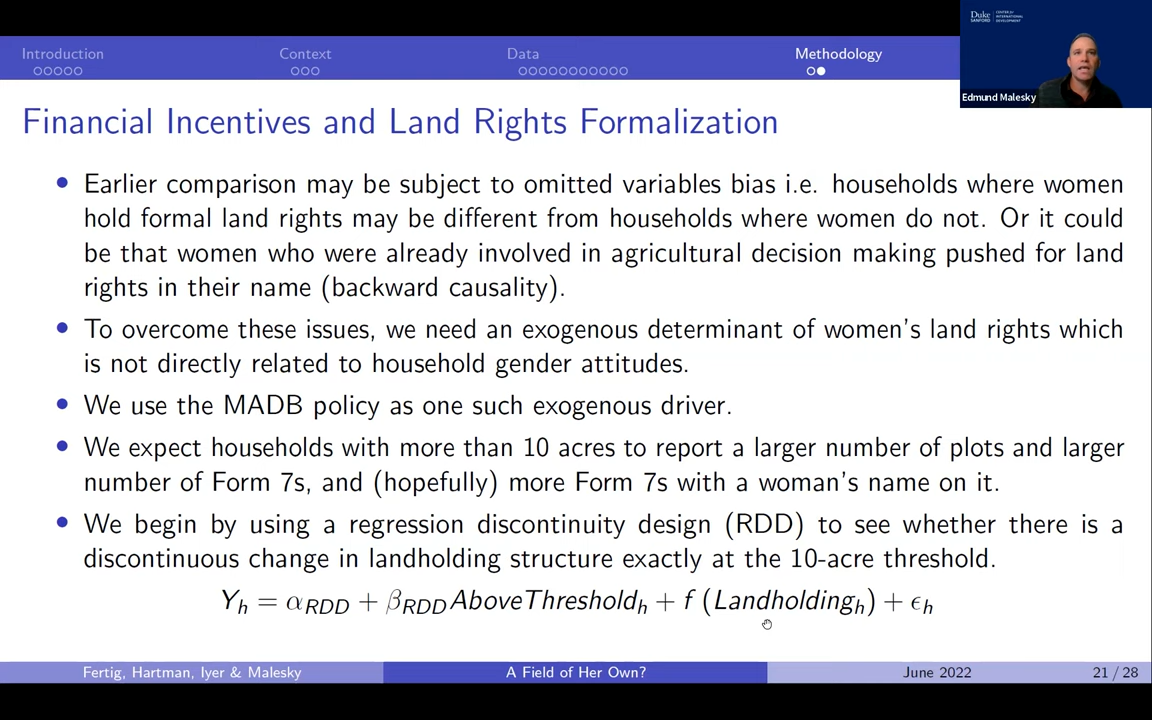 Introduction
Context
Data
Methodology
Duke
SANFORD
CENTER for
INTERNATIONAL
DEVELOPMENT
Edmund Malesky
Financial Incentives and Land Rights Formalization
Earlier comparison may be subject to omitted variables bias i.e. households where women
hold formal land rights may be different from households where women do not. Or it could
be that women who were already involved in agricultural decision making pushed for land
rights in their name (backward causality).
To overcome these issues, we need an exogenous determinant of women's land rights which
is not directly related to household gender attitudes.
We use the MADB policy as one such exogenous driver.
We expect households with more than 10 acres to report a larger number of plots and larger
number of Form 7s, and (hopefully) more Form 7s with a woman's name on it.
We begin by using a regression discontinuity design (RDD) to see whether there is a
discontinuous change in landholding structure exactly at the 10-acre threshold.
Y_h = α_RDD + β_RDD AboveThreshold_h + f (Landholding_h) + ϵ_h
Fertig, Hartman, Iyer & Malesky
A Field of Her Own?
June 2022
21 / 28